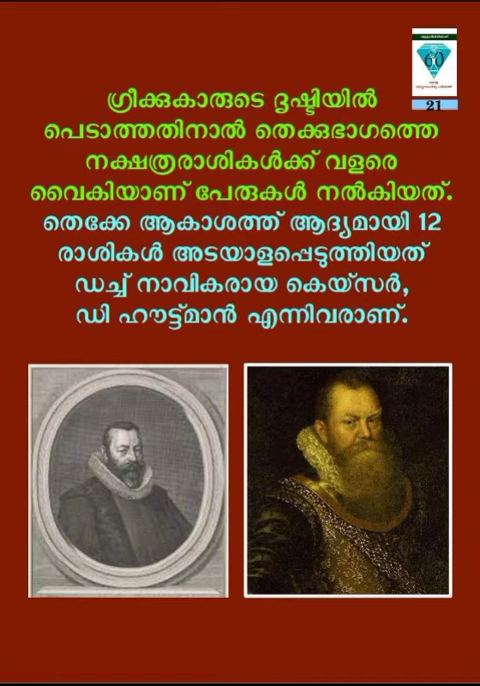 60
21
ഗ്രീക്കുകാരുടെ ദൃഷ്ടിയിൽ
പെടാത്തതിനാൽ തെക്കുഭാഗത്തെ
നക്ഷത്രരാശികൾക്ക് വളരെ
വൈകിയാണ് പേരുകൾ നൽകിയത്.
തെക്കേ ആകാശത്ത് ആദ്യമായി 12
രാശികൾ അടയാളപ്പെടുത്തിയത്
ഡച്ച് നാവികരായ കെയ്സർ,
ഡി ഹൗട്ട്മാൻ എന്നിവരാണ്.